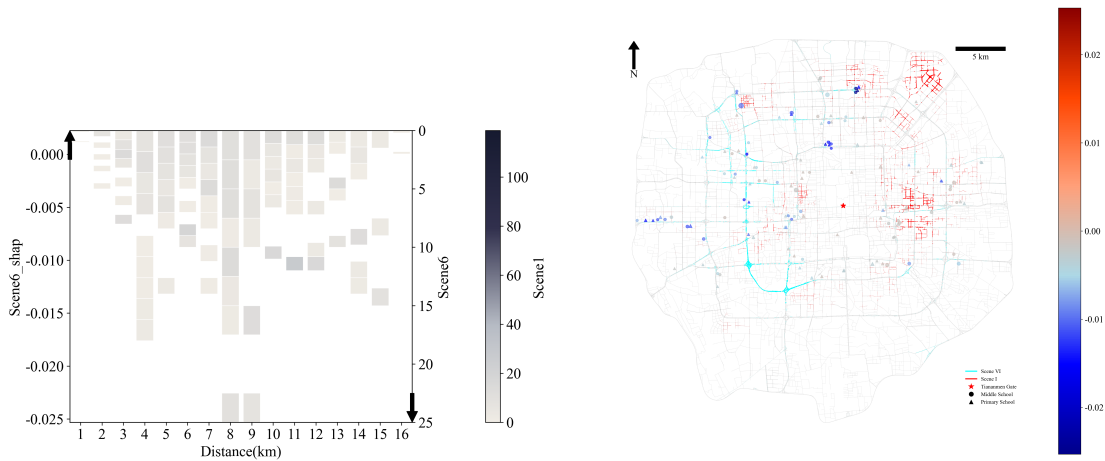 0.000
-0.005
-0.010
-0.015
-0.020
-0.025
Scene6_shap
1 2 3 4 5 6 7 8 9 10 11 12 13 14 15 16
Distance(km)
0
5
10
15
20
25
Scene6
100
80
60
40
20
0
Scene1
N
5 km
Scene VI
Scene I
Tiananmen Gate
Middle School
Primary School
0.02
0.01
0.00
-0.01
-0.02